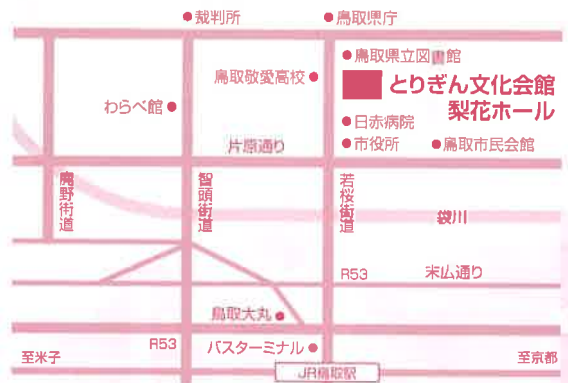 裁判所
鳥取県庁
鳥取県立図書館
鳥取敬愛高校
とりぎん文化会館
梨花ホール
わらべ館
日赤病院
片原通り
市役所
鳥取市民会館
鹿野街道
智頭街道
若桜街道
袋川
R53
末広通り
鳥取大丸
R53
バスターミナル
至米子
至京都
JR鳥取駅